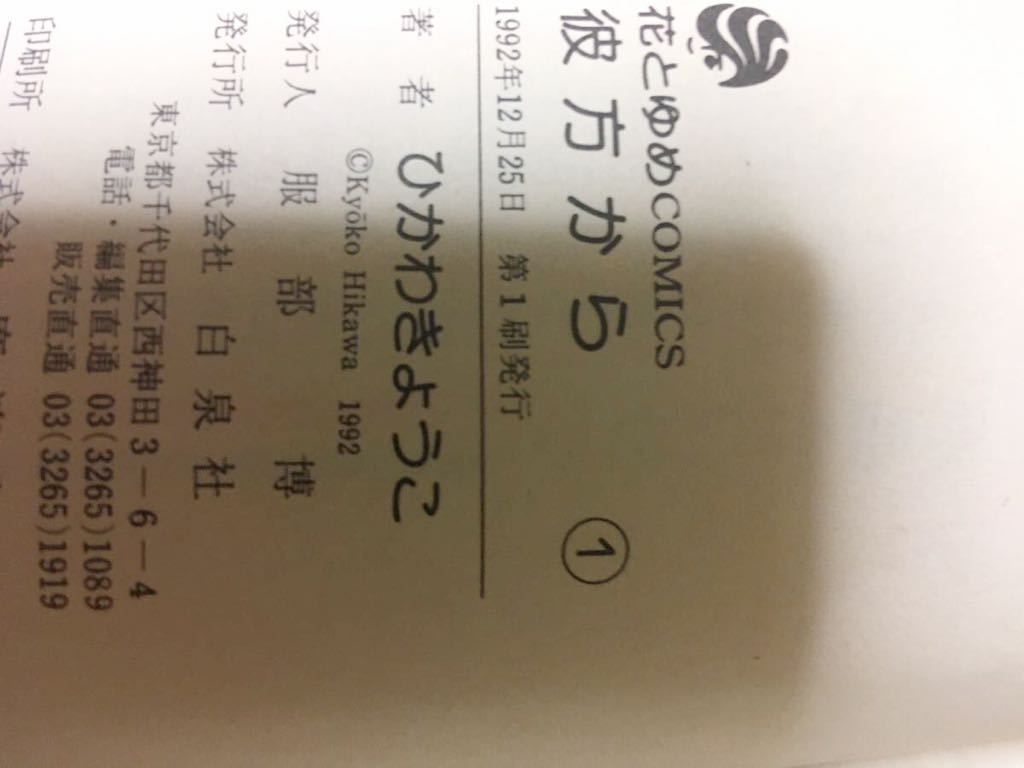 花とゆめCOMICS
彼方から ①
1992年12月25日 第1刷発行
著者 ひかわきょうこ
©Kyōko Hikawa 1992
発行人 服部 博
発行所 株式会社 白泉社
東京都千代田区西神田3-6-4
電話・編集直通 03(3265)1089
販売直通 03(3265)1919
印刷所 株式会社